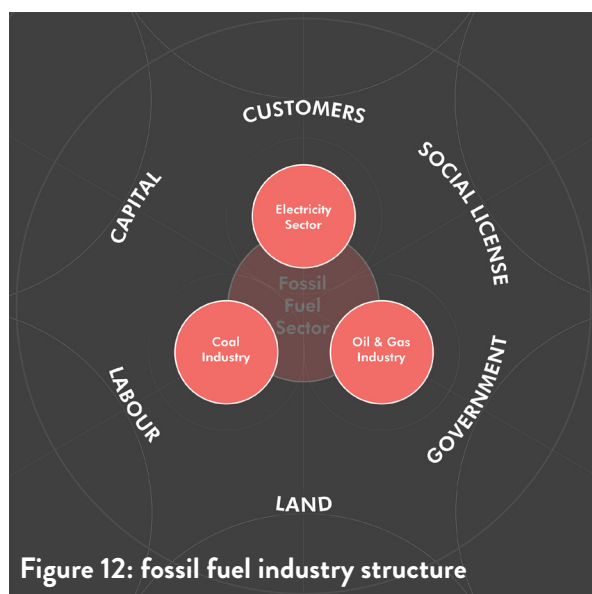 CUSTOMERS
SOCIAL LICENSE
CAPITAL
Electricity
Sector
Fossil
Fuel
Sector
Coal
Industry
Oil & Gas
Industry
LABOUR
GOVERNMENT
LAND
Figure 12: fossil fuel industry structure